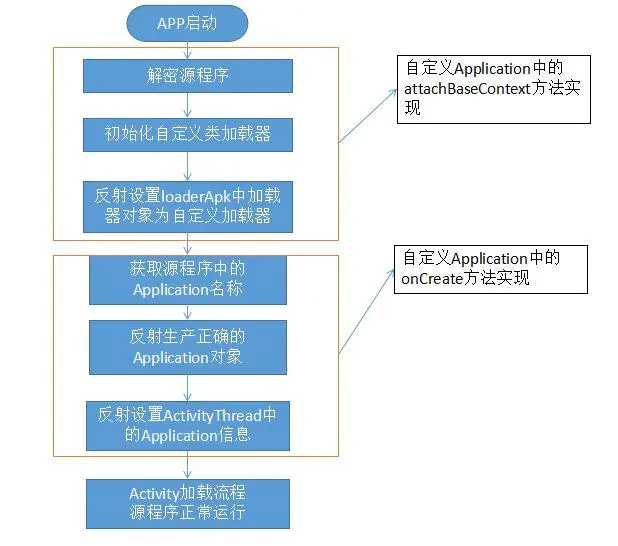 APP启动
解密源程序
自定义Application中的
attachBaseContext方法实
现
初始化自定义类加载器
反射设置loaderApk中加载
器对象为自定义加载器
获取源程序中的
Application名称
自定义Application中的
onCreate方法实现
反射生产正确的
Application对象
反射设置ActivityThread中
的Application信息
Activity加载流程
源程序正常运行